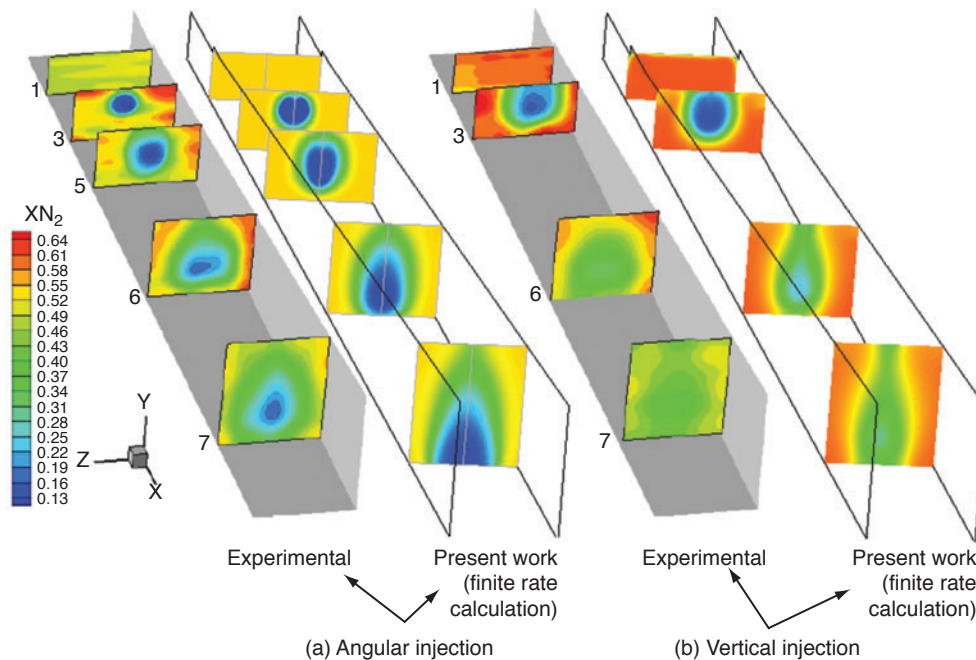 1
3
5
6
7
XN2
0.64
0.61
0.58
0.55
0.52
0.49
0.46
0.43
0.40
0.37
0.34
0.31
0.28
0.25
0.22
0.19
0.16
0.13
Y
Z
X
Experimental
Present work
(finite rate
calculation)
(a) Angular injection
1
3
6
7
Experimental
Present work
(finite rate
calculation)
(b) Vertical injection